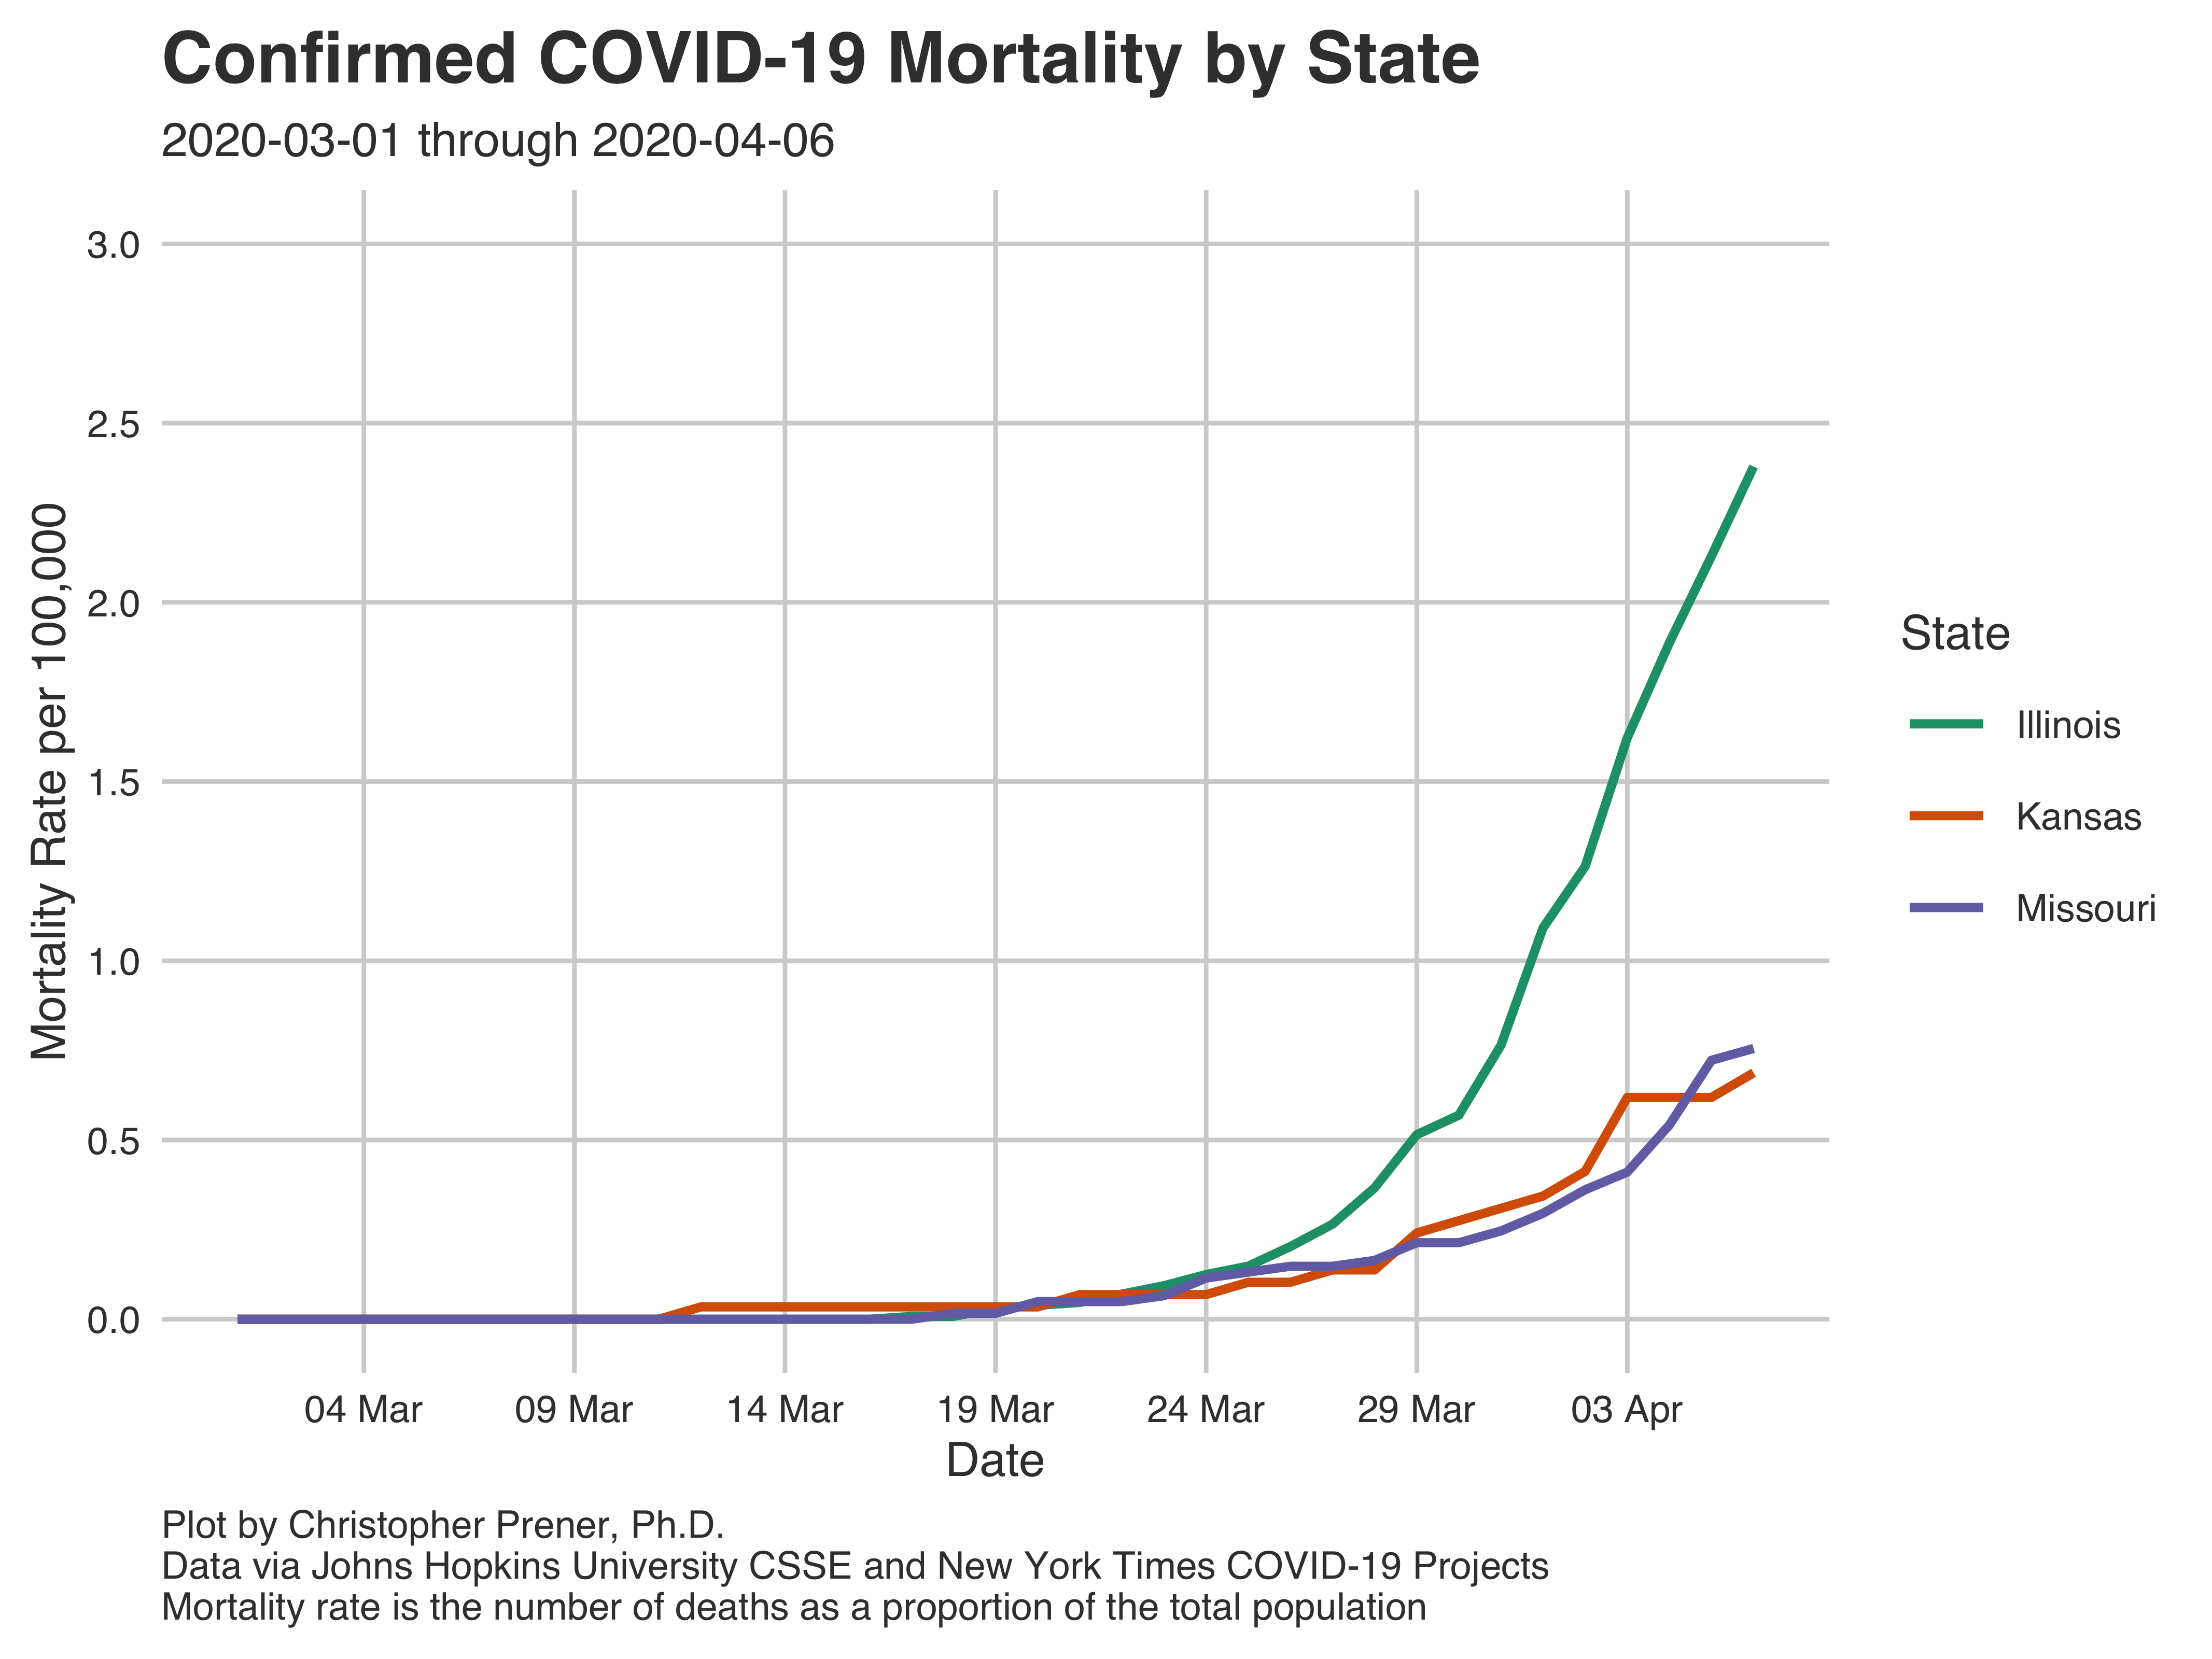 Confirmed COVID-19 Mortality by State
2020-03-01 through 2020-04-06
Mortality Rate per 100,000
3.0
2.5
2.0
1.5
1.0
0.5
0.0
04 Mar
09 Mar
14 Mar
19 Mar
24 Mar
29 Mar
03 Apr
Date
State
Illinois
Kansas
Missouri
Plot by Christopher Prener, Ph.D.
Data via Johns Hopkins University CSSE and New York Times COVID-19 Projects
Mortality rate is the number of deaths as a proportion of the total population